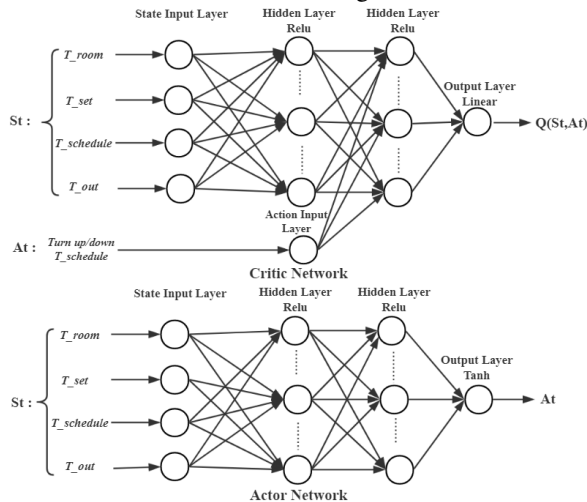 State Input Layer
Hidden Layer
Relu
Hidden Layer
Relu
T_room
T_set
St :
T_schedule
T_out
Output Layer
Linear
Q(St,At)
At :
Turn up/down
T_schedule
Action Input
Layer
Critic Network
State Input Layer
Hidden Layer
Relu
Hidden Layer
Relu
T_room
T_set
St :
T_schedule
T_out
Output Layer
Tanh
At
Actor Network